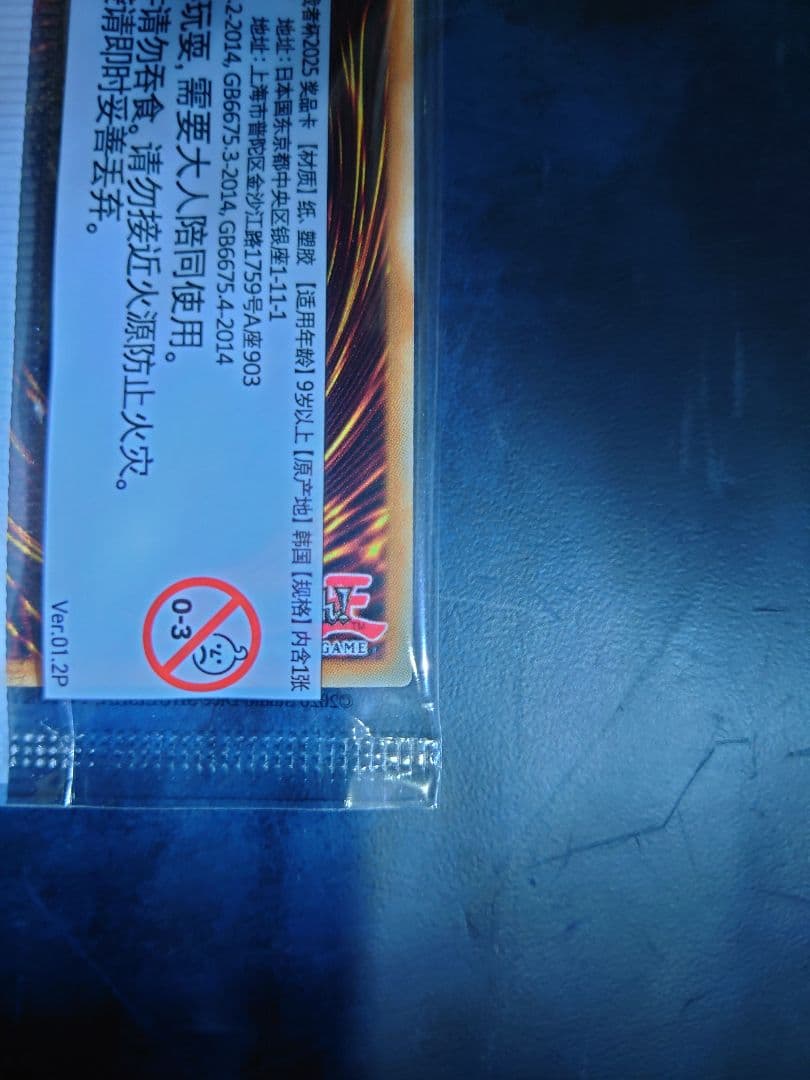 者杯2025 奖品卡 【材质】纸、塑胶 【适用年龄】9岁以上【原产地】韩国【规格】内含1张
地址：日本国东京都中央区银座1-11-1
地址：上海市普陀区金沙江路1759号A座903
2-2014, GB6675.3-2014, GB6675.4-2014
玩耍，需要大人陪同使用。
请勿吞食。请勿接近火源防止火灾。
请即时妥善丢弃。
0-3
Ver.01.2P
GAME